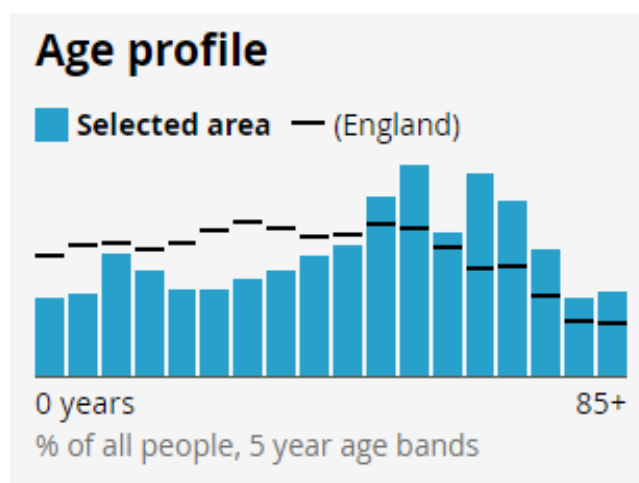 Age profile
Selected area (England)
0 years 85+
% of all people, 5 year age bands